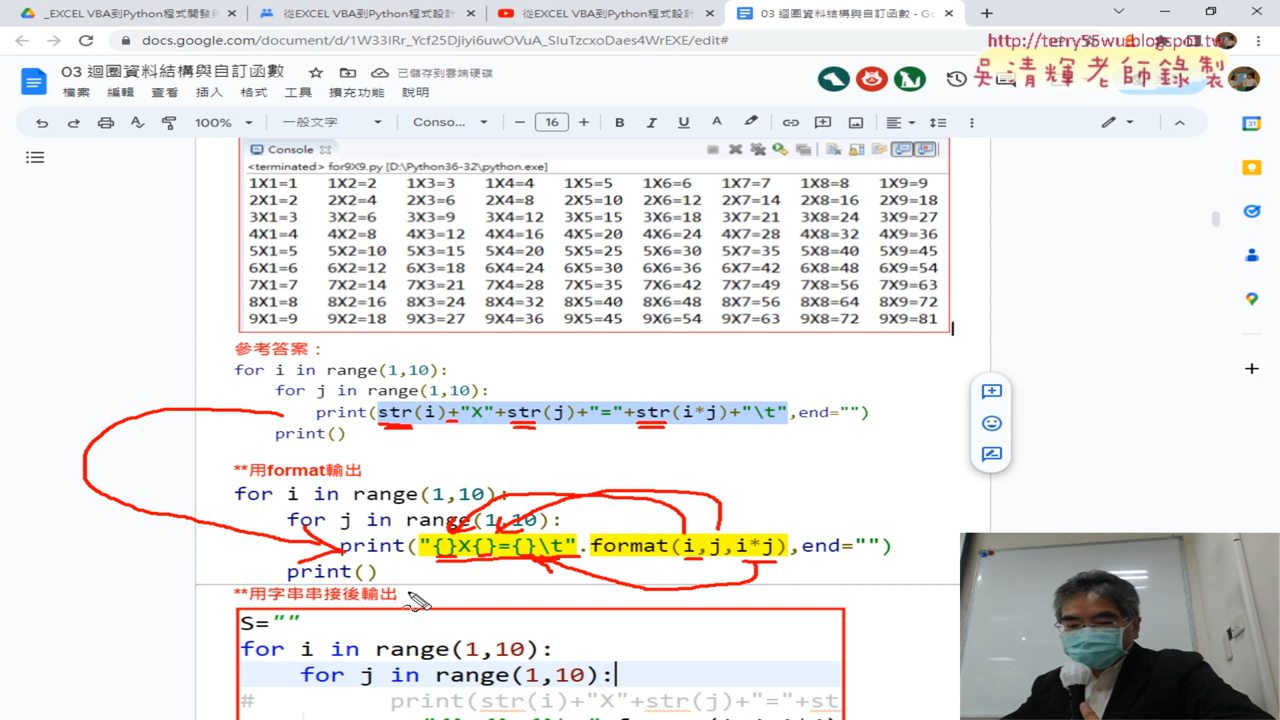 _EXCEL VBA到Python程式開發
從EXCEL VBA到Python程式設計
從EXCEL VBA到Python程式設計
03 迴圈資料結構與自訂函數 - Go
docs.google.com/document/d/1W33IRr_Ycf25DjiyI6uwOVuA_SIuTzcxoDaes4WrEXE/edit#
http://terry55wu.blogspot.tw
吳清輝老師錄製
03 迴圈資料結構與自訂函數
已儲存到雲端硬碟
檔案 編輯 查看 插入 格式 工具 擴充功能 說明
100% 一般文字 Conso... 16 B I U A
Console
<terminated> for9X9.py [D:\Python36-32\python.exe]
1X1=1 1X2=2 1X3=3 1X4=4 1X5=5 1X6=6 1X7=7 1X8=8 1X9=9
2X1=2 2X2=4 2X3=6 2X4=8 2X5=10 2X6=12 2X7=14 2X8=16 2X9=18
3X1=3 3X2=6 3X3=9 3X4=12 3X5=15 3X6=18 3X7=21 3X8=24 3X9=27
4X1=4 4X2=8 4X3=12 4X4=16 4X5=20 4X6=24 4X7=28 4X8=32 4X9=36
5X1=5 5X2=10 5X3=15 5X4=20 5X5=25 5X6=30 5X7=35 5X8=40 5X9=45
6X1=6 6X2=12 6X3=18 6X4=24 6X5=30 6X6=36 6X7=42 6X8=48 6X9=54
7X1=7 7X2=14 7X3=21 7X4=28 7X5=35 7X6=42 7X7=49 7X8=56 7X9=63
8X1=8 8X2=16 8X3=24 8X4=32 8X5=40 8X6=48 8X7=56 8X8=64 8X9=72
9X1=9 9X2=18 9X3=27 9X4=36 9X5=45 9X6=54 9X7=63 9X8=72 9X9=81
參考答案：
for i in range(1,10):
for j in range(1,10):
print(str(i)+"X"+str(j)+"="+str(i*j)+"\t",end="")
print()
**用format輸出
for i in range(1,10):
for j in range(1,10):
print("{}X{}={}\t".format(i,j,i*j),end="")
print()
**用字串串接後輸出
S=""
for i in range(1,10):
for j in range(1,10):
# print(str(i)+"X"+str(j)+"="+st